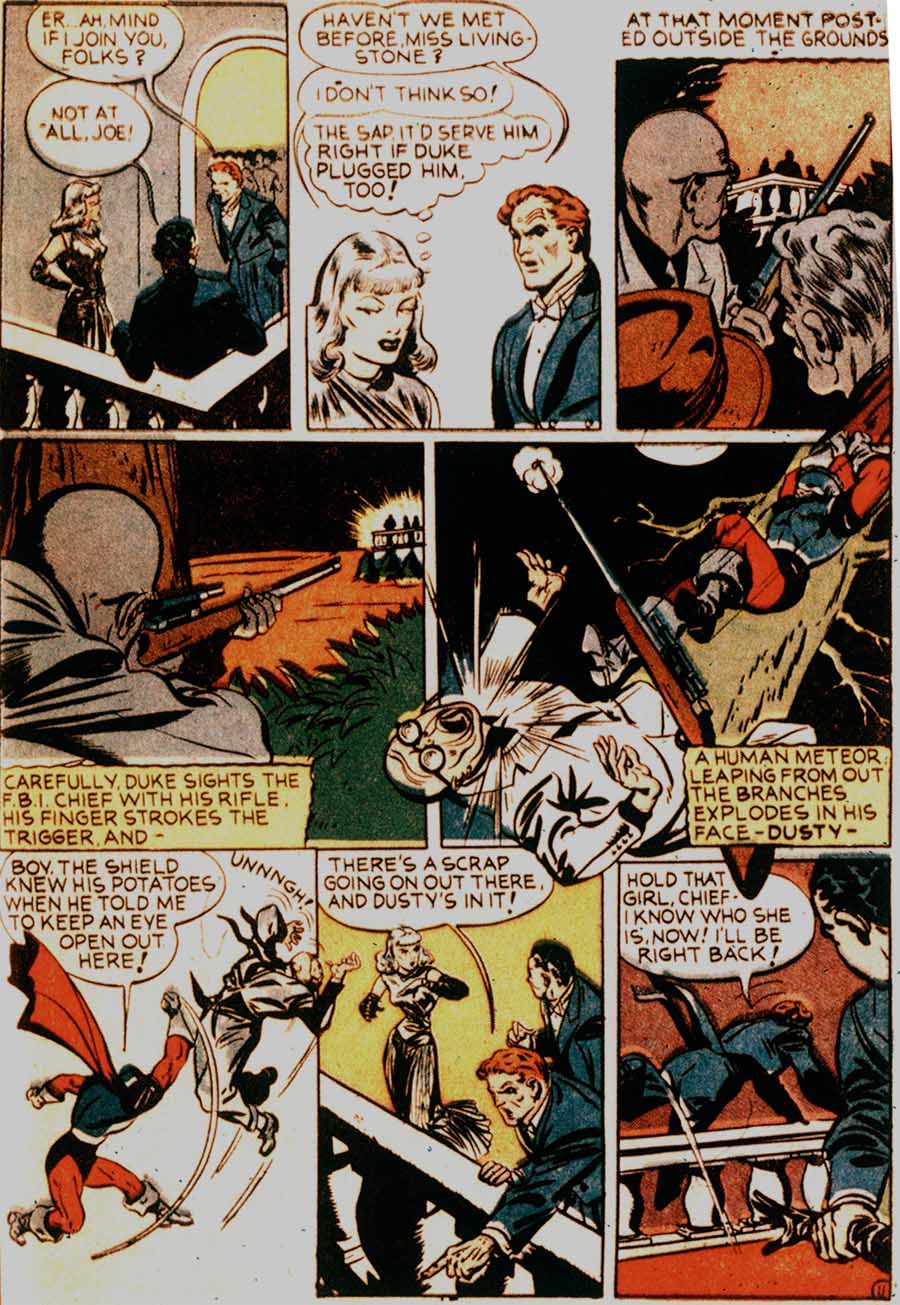 ER...AH, MIND
IF I JOIN YOU,
FOLKS?
NOT AT
ALL, JOE!
HAVEN'T WE MET
BEFORE, MISS LIVING-
STONE?
I DON'T THINK SO!
THE SAP, IT'D SERVE HIM
RIGHT IF DUKE
PLUGGED HIM,
TOO!
AT THAT MOMENT POST-
ED OUTSIDE THE GROUNDS
CAREFULLY, DUKE SIGHTS THE
F.B.I. CHIEF WITH HIS RIFLE.
HIS FINGER STROKES THE
TRIGGER, AND -
A HUMAN METEOR,
LEAPING FROM OUT
THE BRANCHES
EXPLODES IN HIS
FACE - DUSTY -
BOY, THE SHIELD
KNEW HIS POTATOES
WHEN HE TOLD ME
TO KEEP AN EYE
OPEN OUT
HERE!
UNNNGH!
THERE'S A SCRAP
GOING ON OUT THERE,
AND DUSTY'S IN IT!
HOLD THAT
GIRL, CHIEF-
I KNOW WHO SHE
IS, NOW! I'LL BE
RIGHT BACK!
11